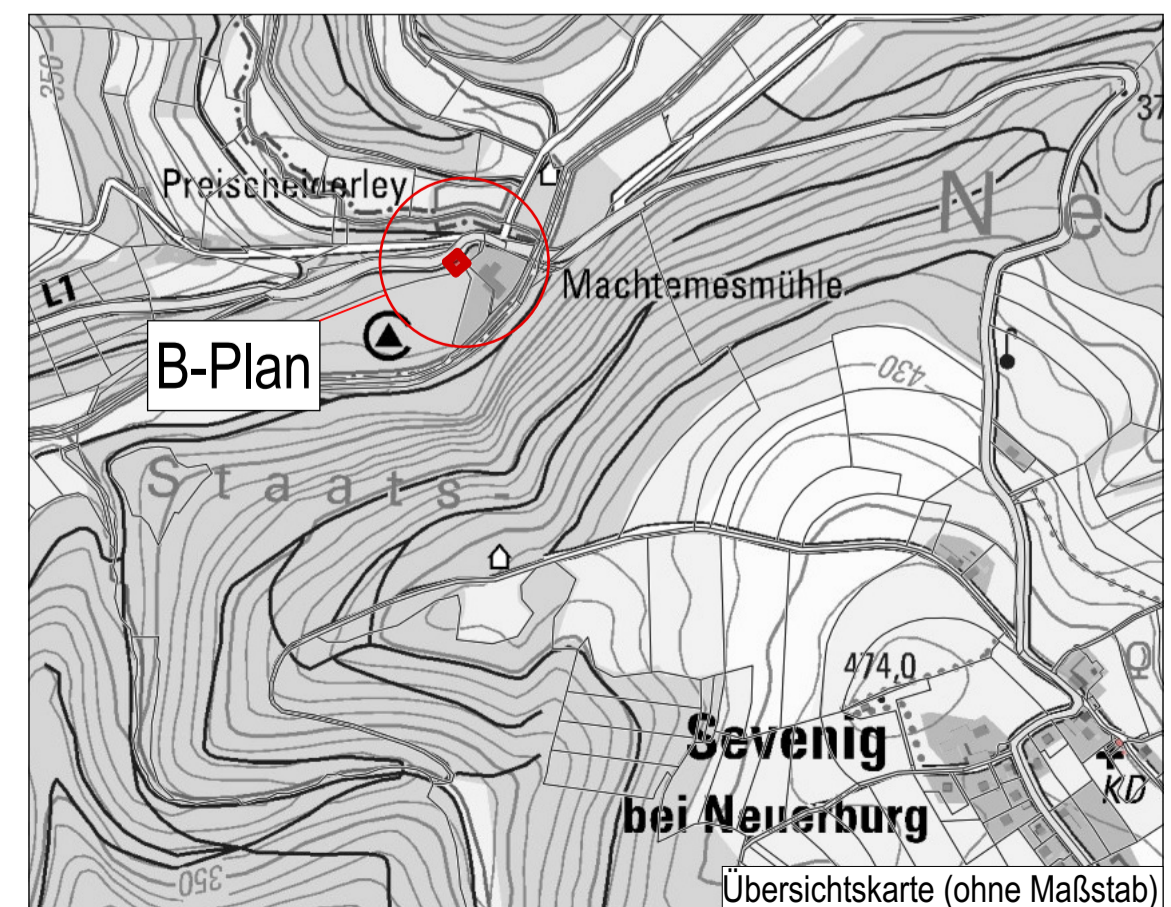 350
37
Preischeiderley
N e
L1
Machtemesmühle
B-Plan
430
S t a a t s -
474,0
Sevenig
bei Neuerburg
KD
350
Übersichtskarte (ohne Maßstab)